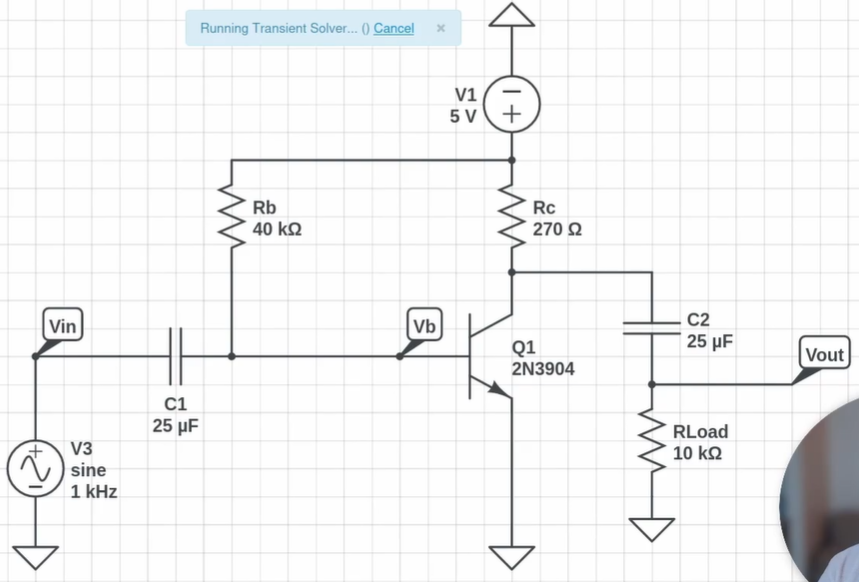 Running Transient Solver... () Cancel ×
V1
5 V
−
+
Rb
40 kΩ
Rc
270 Ω
Vin
Vb
C1
25 µF
Q1
2N3904
C2
25 µF
Vout
V3
sine
1 kHz
+
−
RLoad
10 kΩ